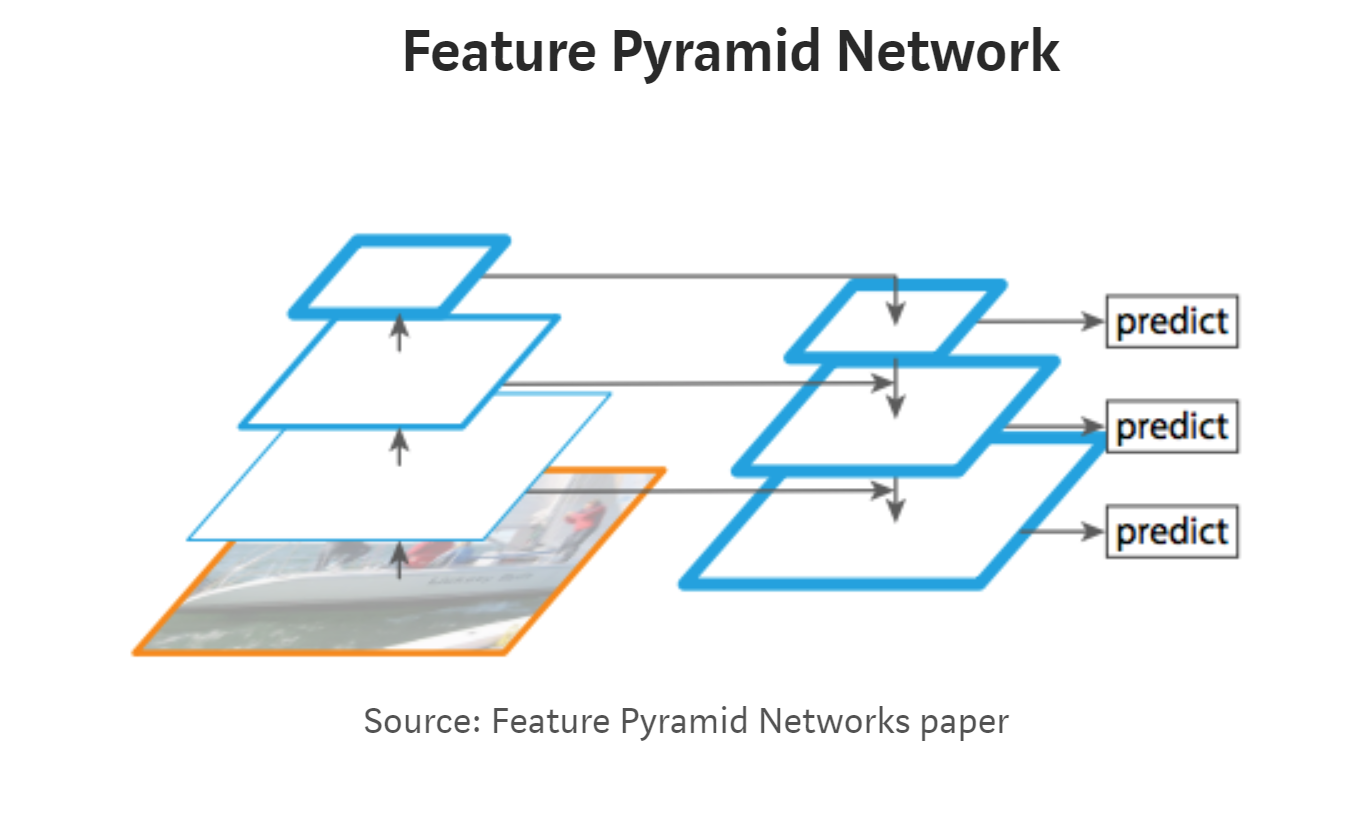 Feature Pyramid Network
predict
predict
predict
Source: Feature Pyramid Networks paper